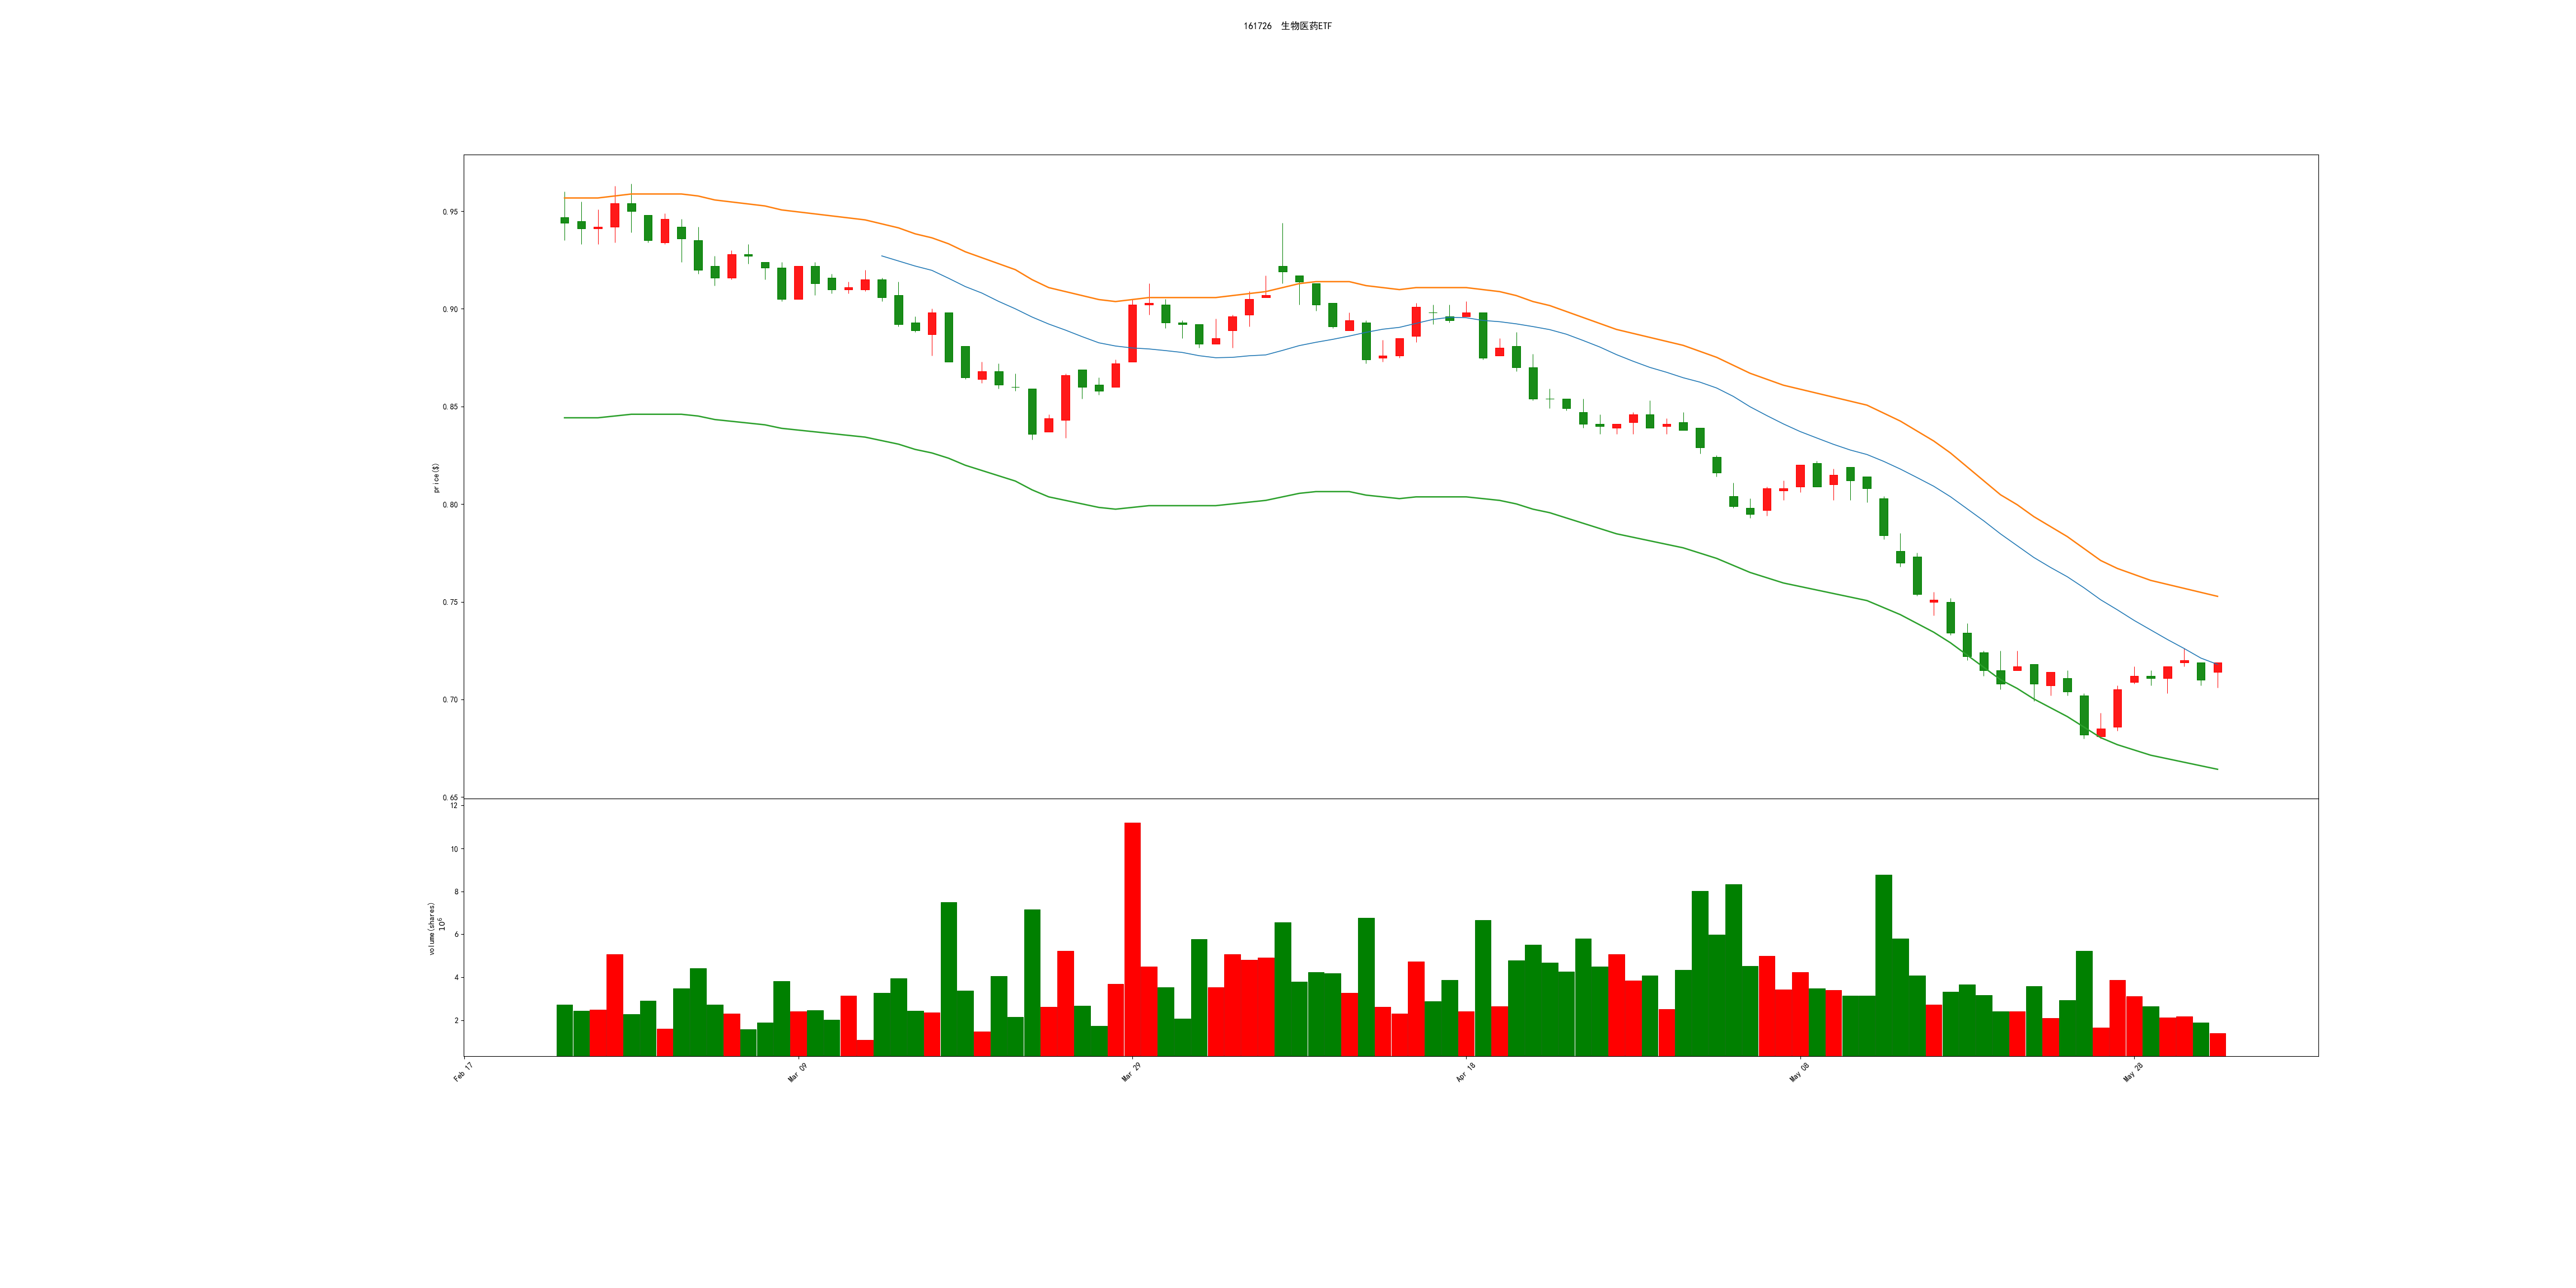 161726 生物医药ETF
price($)
0.95
0.90
0.85
0.80
0.75
0.70
0.65
volume(shares)
10^6
12
10
8
6
4
2
Feb 17
Mar 09
Mar 29
Apr 18
May 08
May 28